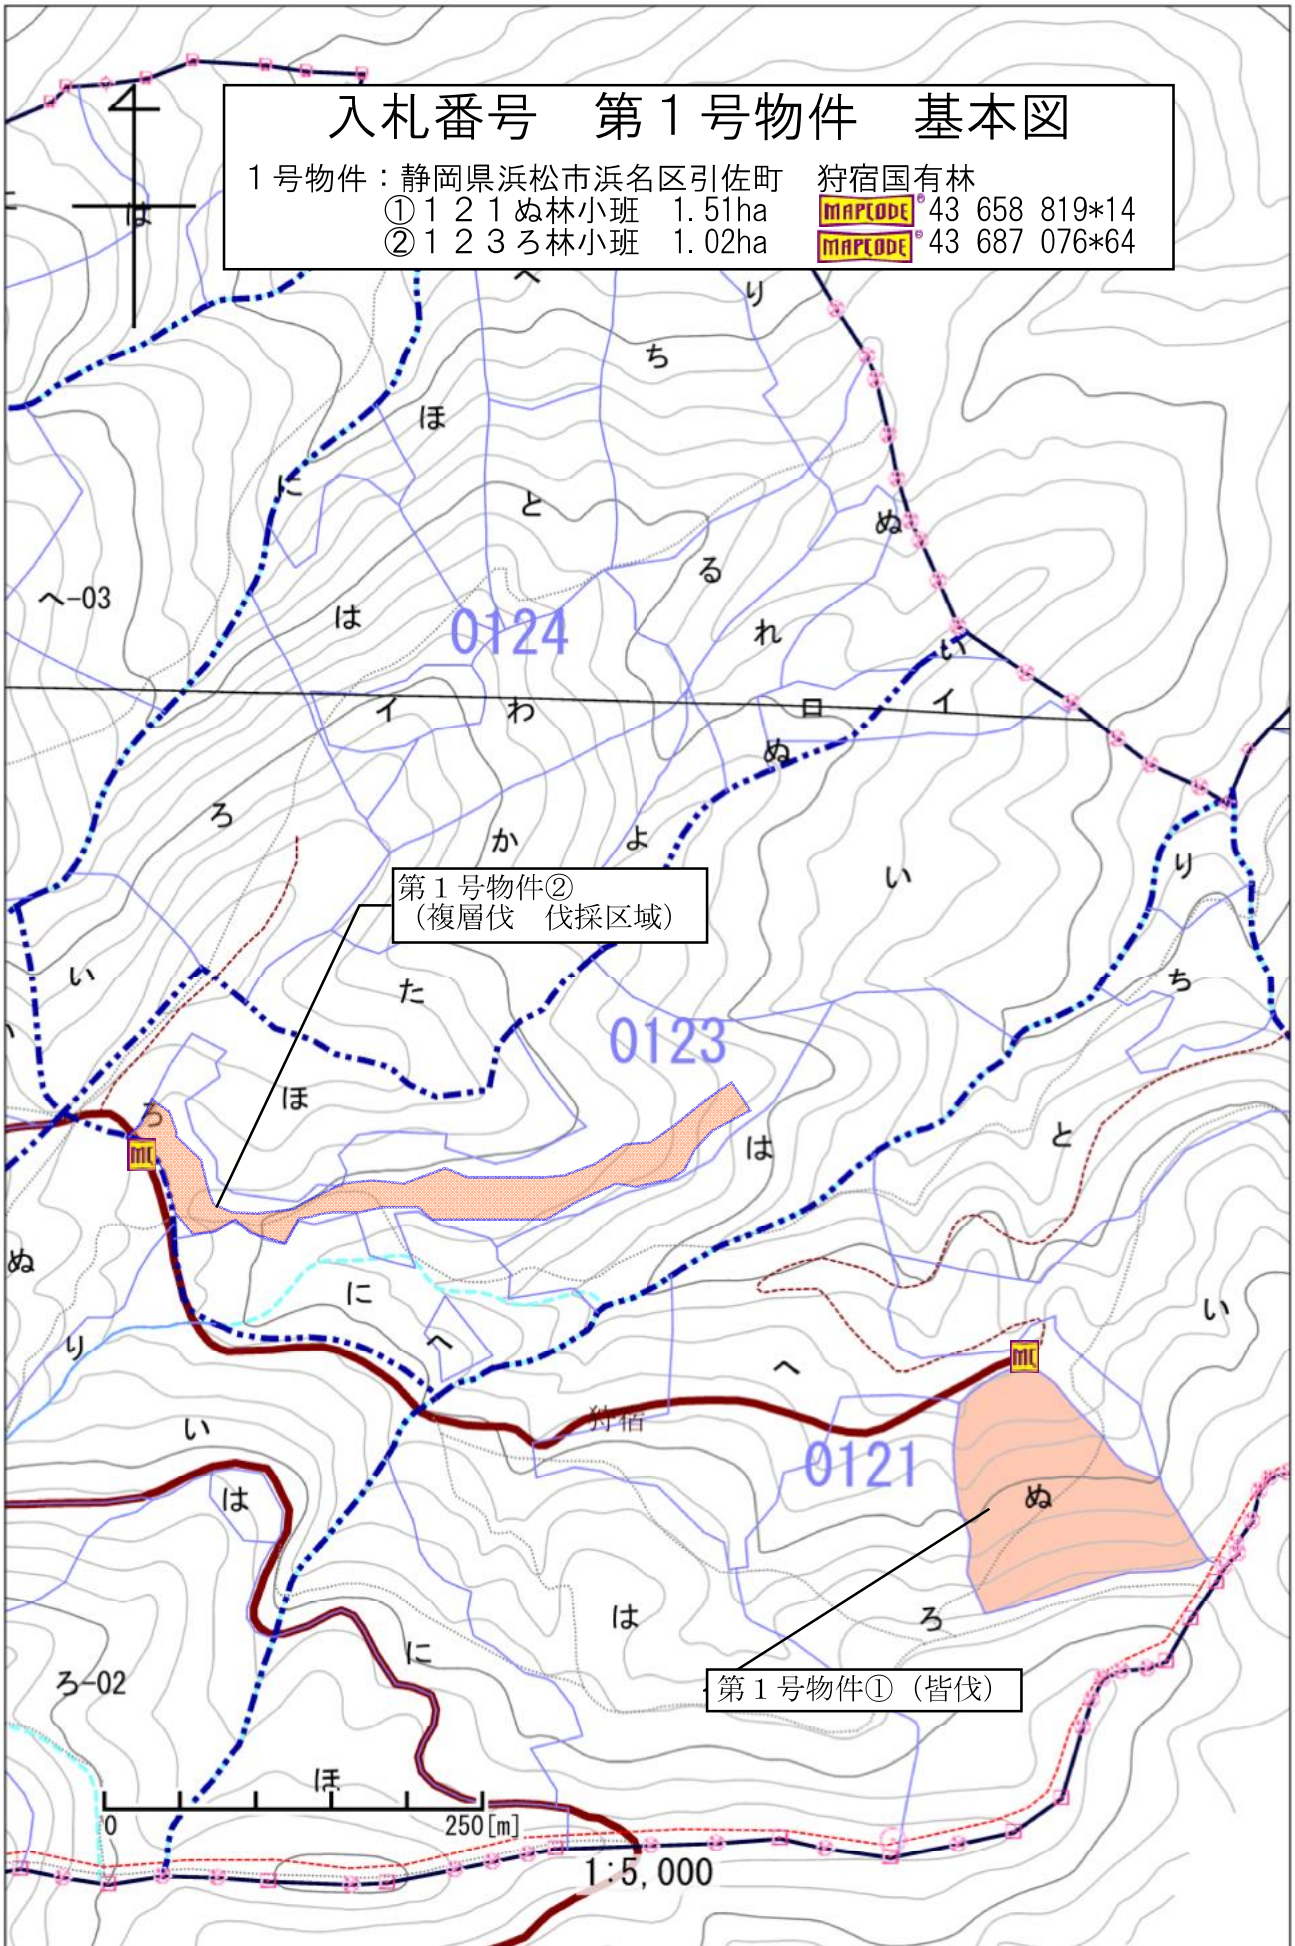 入札番号　第１号物件　基本図
１号物件：静岡県浜松市浜名区引佐町　狩宿国有林
①１２１ぬ林小班　1.51ha　MAPCODE® 43 658 819*14
②１２３ろ林小班　1.02ha　MAPCODE® 43 687 076*64
は
へ
り
ち
ほ
に
と
ぬ
る
へ-03
は
0124
れ
い
イ
わ
ロ
イ
ぬ
ろ
か
よ
い
り
第１号物件②
（複層伐　伐採区域）
い
た
ち
0123
ほ
ろ
と
は
MC
ぬ
に
い
り
へ
へ
MC
狩宿
い
0121
は
ぬ
は
ろ
に
ろ-02
第１号物件①（皆伐）
ほ
0
250[m]
1:5,000